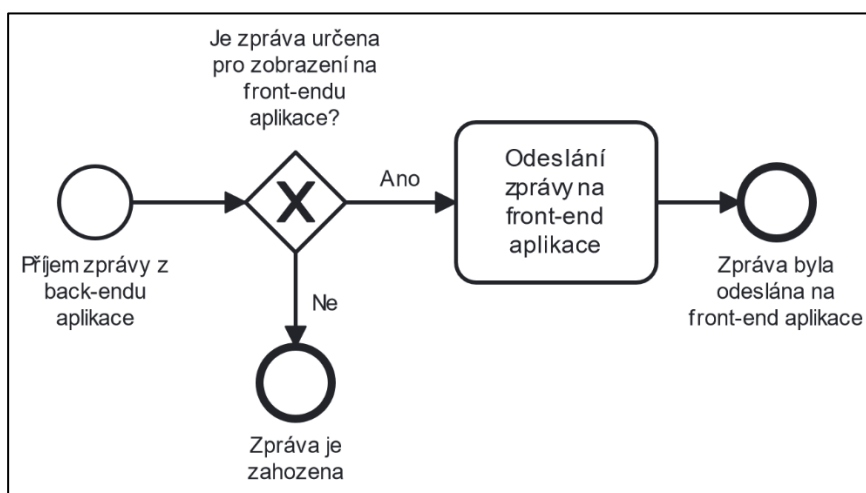 Je zpráva určena
pro zobrazení na
front-endu
aplikace?
Ano
Odeslání
zprávy na
front-end
aplikace
Příjem zprávy z
back-endu
aplikace
Ne
Zpráva byla
odeslána na
front-end aplikace
Zpráva je
zahozena